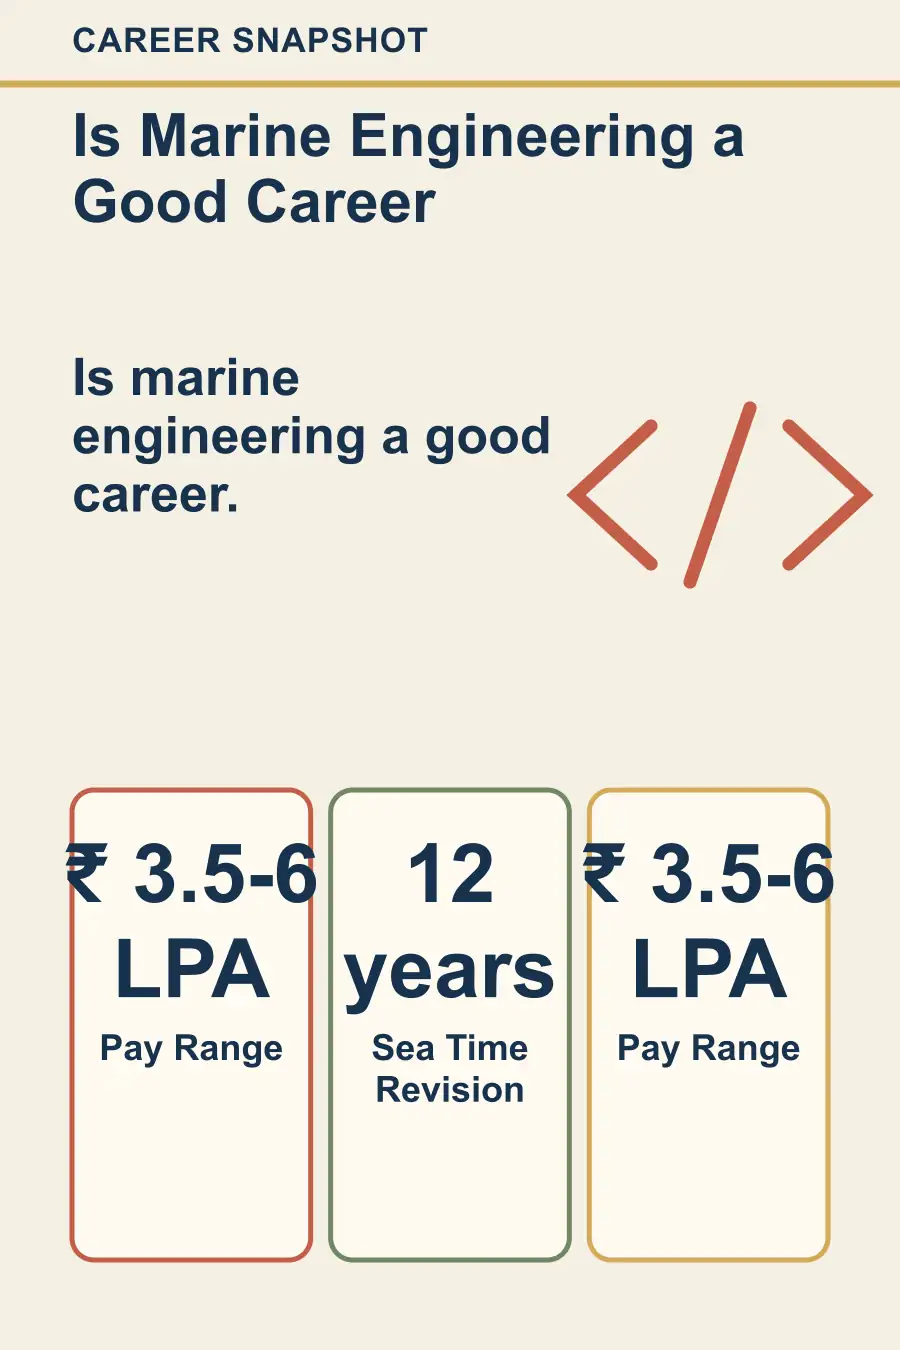 CAREER SNAPSHOT
Is Marine Engineering a
Good Career
Is marine
engineering a good
career.
₹ 3.5-6
LPA
Pay Range
12
years
Sea Time
Revision
₹ 3.5-6
LPA
Pay Range